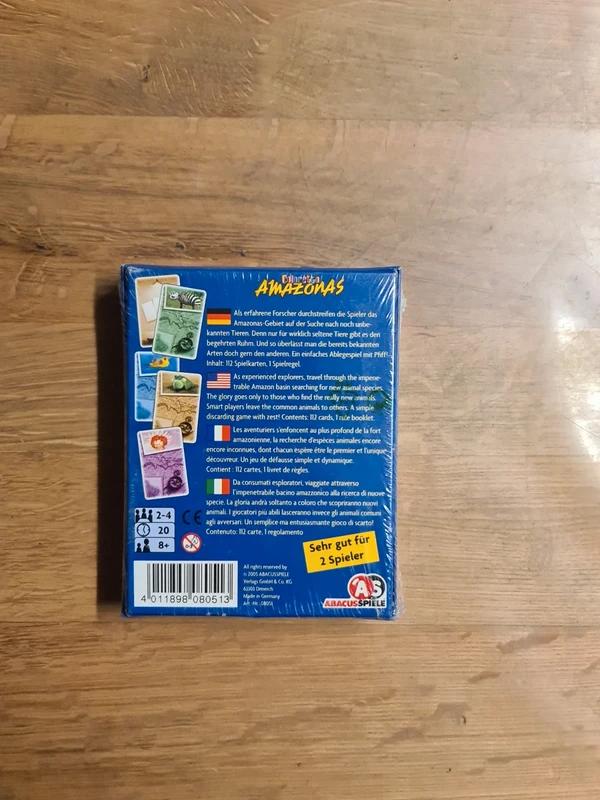 AMAZONAS
Als erfahrene Forscher durchstreifen die Spieler das
Amazonas-Gebiet auf der Suche nach noch unbe-
kannten Tieren. Denn nur für wirklich seltene Tiere gibt es den
begehrten Ruhm. Und so überlässt man die bereits bekannten
Arten doch gern den anderen. Ein einfaches Ablegespiel mit Pfiff!
Inhalt: 112 Spielkarten, 1 Spielregel.
As experienced explorers, travel through the impene-
trable Amazon basin searching for new animal species.
The glory goes only to those who find the really new animals.
Smart players leave the common animals to others. A simple
discarding game with zest! Contents: 112 cards, 1 rule booklet.
Les aventuriers s'enfoncent au plus profond de la fort
amazonienne, la recherche d'espèces animales encore
encore inconnues, dont chacun espère être le premier et l'unique
découvreur. Un jeu de défausse simple et dynamique.
Contient : 112 cartes, 1 livret de règles.
Da consumati esploratori, viaggiate attraverso
l'impenetrabile bacino amazonico alla ricerca di nuove
specie. La gloria andrà soltanto a coloro che scopriranno nuovi
animali. I giocatori più abili lasceranno invece gli animali comuni
agli avversari. Un semplice ma entusiasmante gioco di scarto!
Contenuto: 112 carte, 1 regolamento
2-4
20
8+
CE
0-3
Sehr gut für
2 Spieler
All rights reserved by
© 2005 ABACUSSPIELE
Verlags GmbH & Co. KG
63303 Dreieich
Made in Germany
Art.-Nr.: 08051
4 011898 080513
AS
ABACUSSPIELE